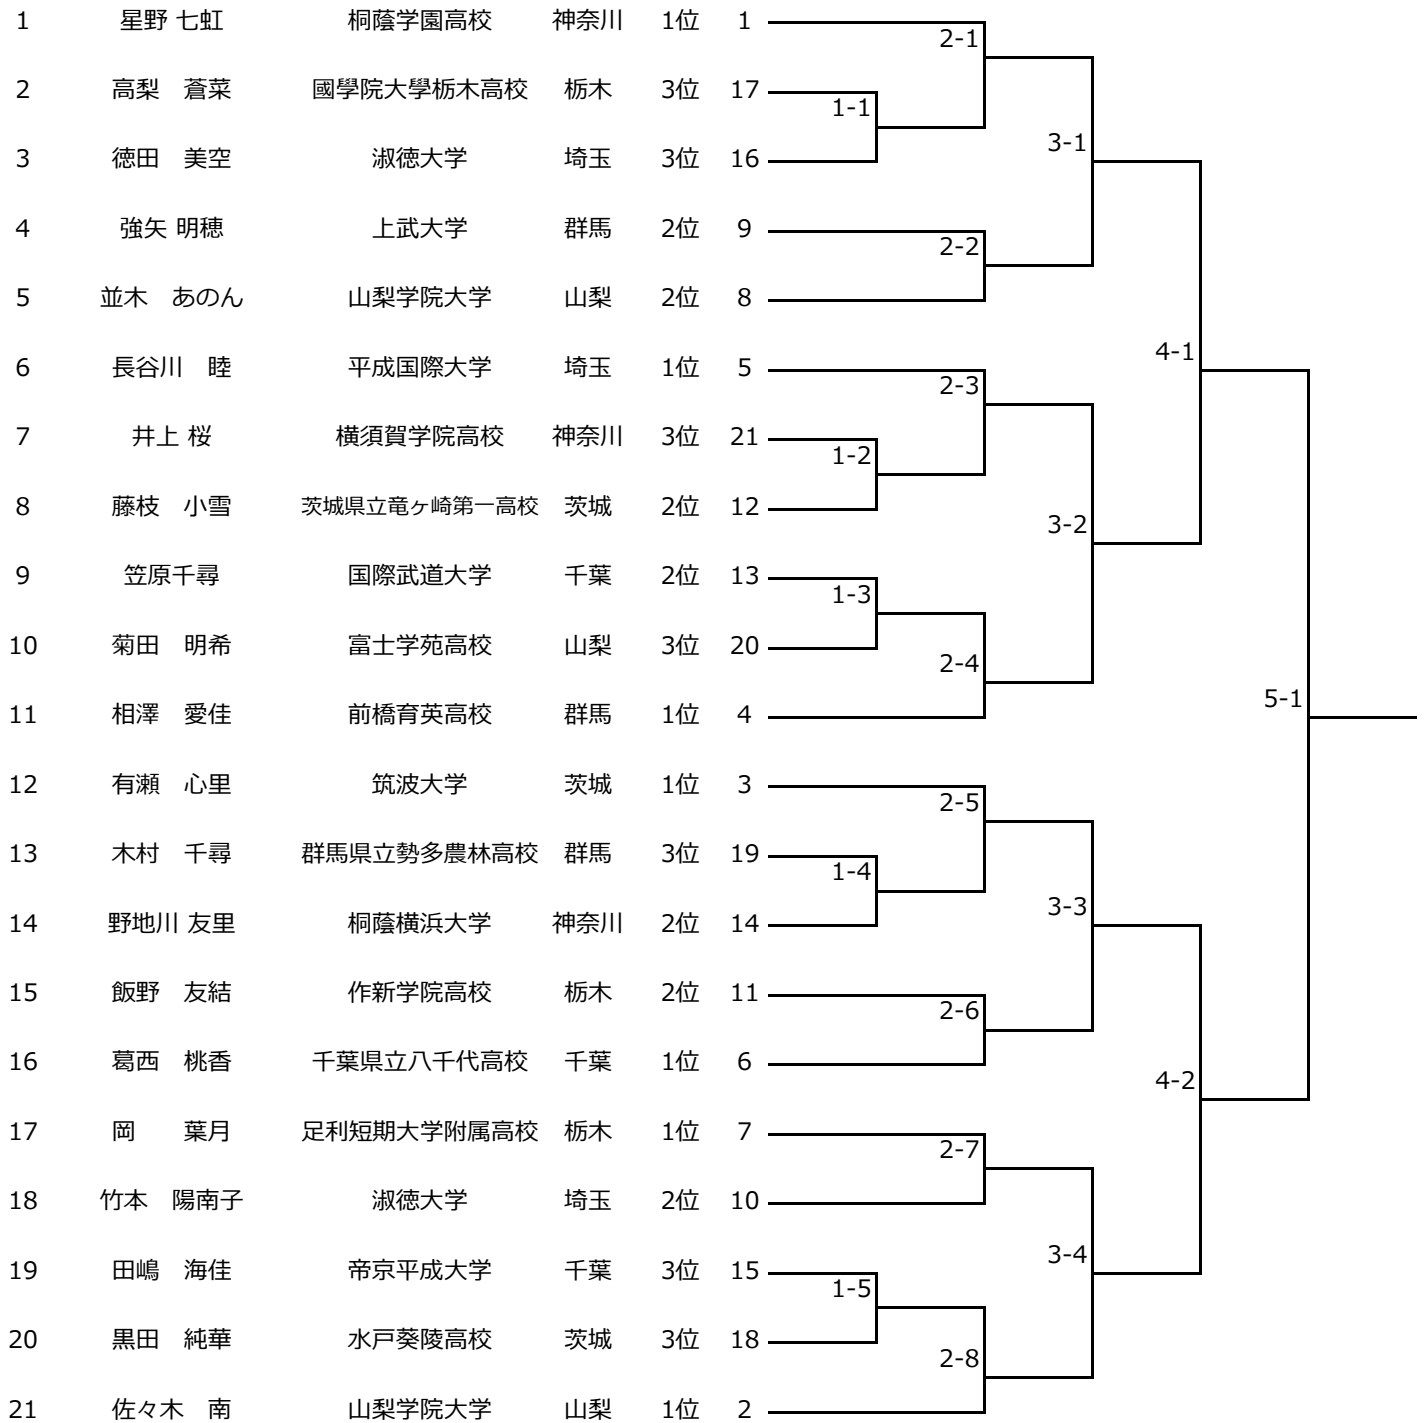 1 星野 七虹 桐蔭学園高校 神奈川 1位 1
2-1
2 高梨　蒼菜 國學院大學栃木高校 栃木 3位 17
1-1
3-1
3 徳田　美空 淑徳大学 埼玉 3位 16
4 強矢 明穂 上武大学 群馬 2位 9
2-2
5 並木　あのん 山梨学院大学 山梨 2位 8
4-1
6 長谷川　睦 平成国際大学 埼玉 1位 5
2-3
7 井上 桜 横須賀学院高校 神奈川 3位 21
1-2
8 藤枝　小雪 茨城県立竜ヶ崎第一高校 茨城 2位 12
3-2
9 笠原千尋 国際武道大学 千葉 2位 13
1-3
10 菊田　明希 富士学苑高校 山梨 3位 20
2-4
5-1
11 相澤　愛佳 前橋育英高校 群馬 1位 4
12 有瀬　心里 筑波大学 茨城 1位 3
2-5
13 木村　千尋 群馬県立勢多農林高校 群馬 3位 19
1-4
3-3
14 野地川 友里 桐蔭横浜大学 神奈川 2位 14
15 飯野　友結 作新学院高校 栃木 2位 11
2-6
16 葛西　桃香 千葉県立八千代高校 千葉 1位 6
4-2
17 岡　　葉月 足利短期大学附属高校 栃木 1位 7
2-7
18 竹本　陽南子 淑徳大学 埼玉 2位 10
3-4
19 田嶋　海佳 帝京平成大学 千葉 3位 15
1-5
20 黒田　純華 水戸葵陵高校 茨城 3位 18
2-8
21 佐々木　南 山梨学院大学 山梨 1位 2